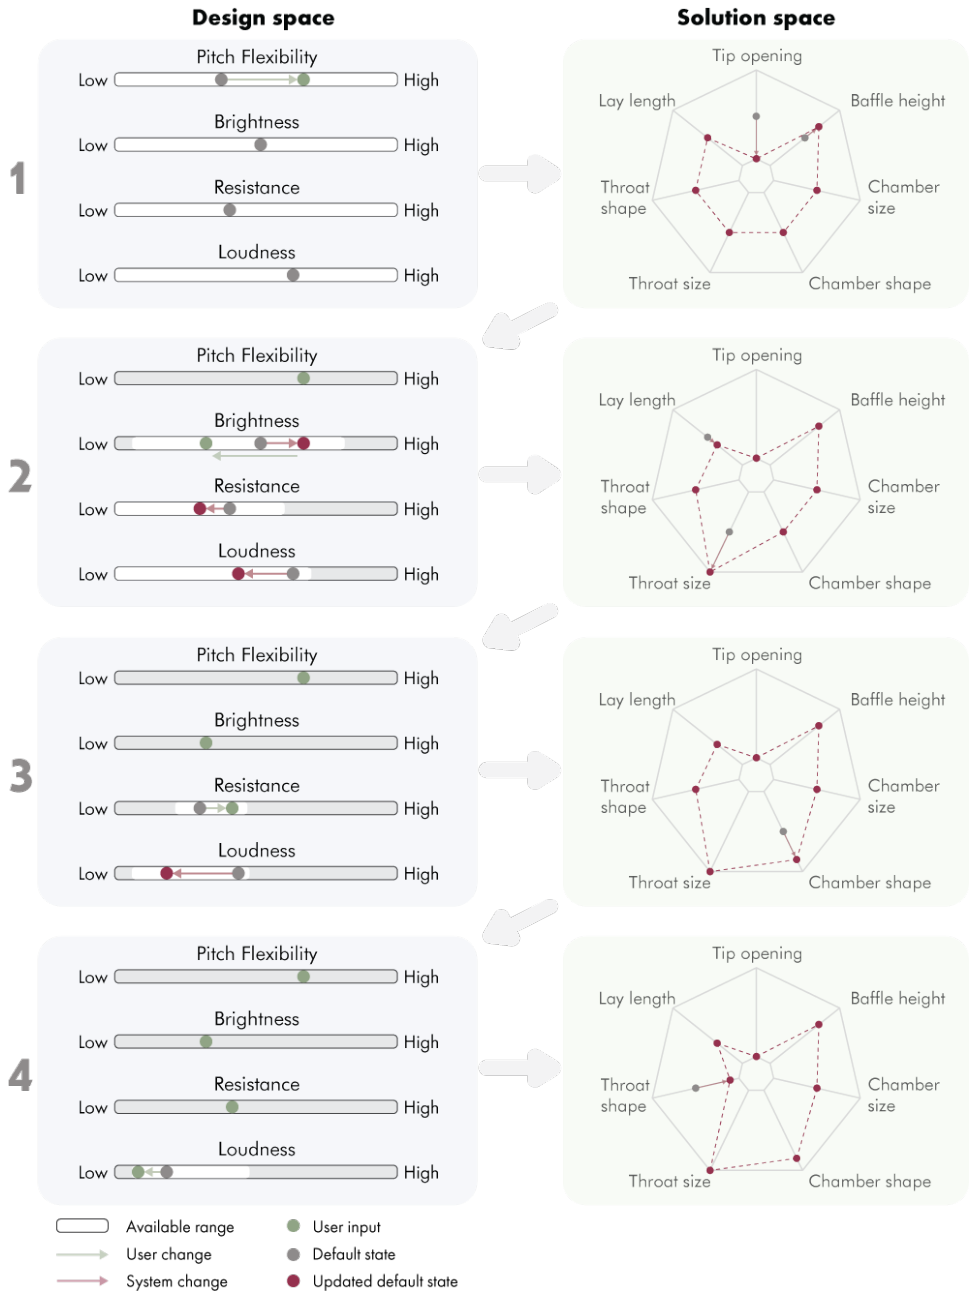 Design space
Solution space
1
Pitch Flexibility
Low High
Brightness
Low High
Resistance
Low High
Loudness
Low High
Tip opening
Lay length
Baffle height
Throat
shape
Chamber
size
Throat size
Chamber shape
2
Pitch Flexibility
Low High
Brightness
Low High
Resistance
Low High
Loudness
Low High
Tip opening
Lay length
Baffle height
Throat
shape
Chamber
size
Throat size
Chamber shape
3
Pitch Flexibility
Low High
Brightness
Low High
Resistance
Low High
Loudness
Low High
Tip opening
Lay length
Baffle height
Throat
shape
Chamber
size
Throat size
Chamber shape
4
Pitch Flexibility
Low High
Brightness
Low High
Resistance
Low High
Loudness
Low High
Tip opening
Lay length
Baffle height
Throat
shape
Chamber
size
Throat size
Chamber shape
Available range
User change
System change
User input
Default state
Updated default state